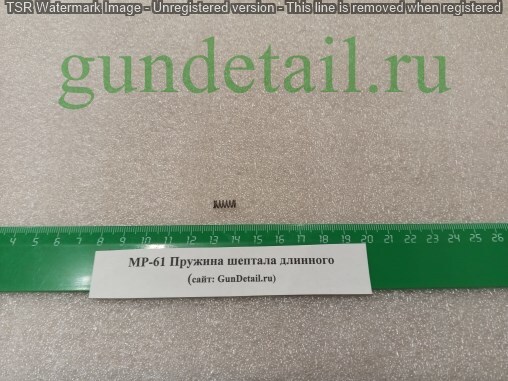 TSR Watermark Image - Unregistered version - This line is removed when registered
gundetail.ru
4 5 6 7 8 9 10 11 12 13 14 15 16 17 18 19 20 21 22 23 24 25 26
МР-61 Пружина шептала длинного
(сайт: GunDetail.ru)